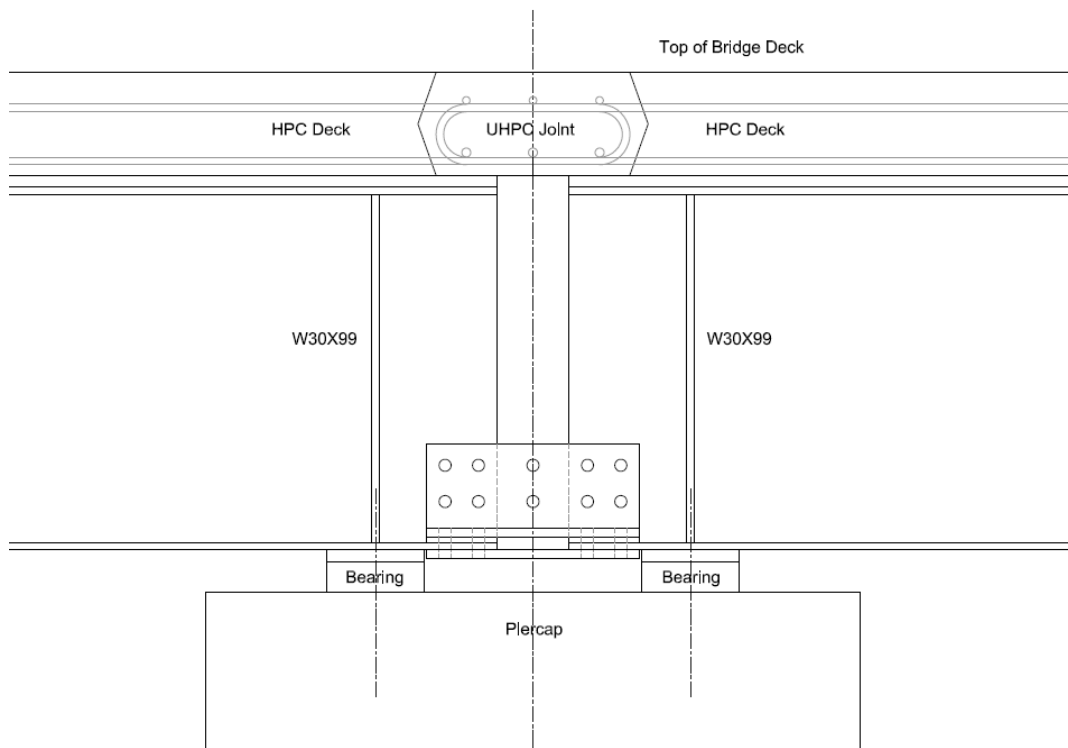 Top of Bridge Deck
HPC Deck
UHPC Joint
HPC Deck
W30X99
W30X99
Bearing
Bearing
Piercap